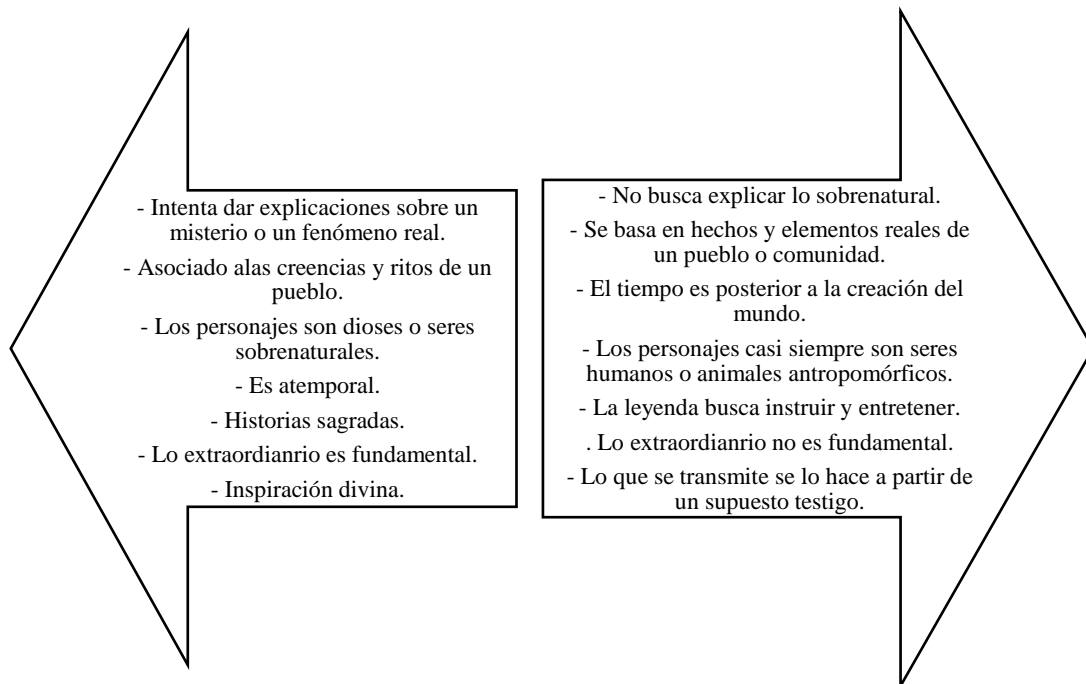 - Intenta dar explicaciones sobre un
misterio o un fenómeno real.
- Asociado alas creencias y ritos de un
pueblo.
- Los personajes son dioses o seres
sobrenaturales.
- Es atemporal.
- Historias sagradas.
- Lo extraordianrio es fundamental.
- Inspiración divina.
- No busca explicar lo sobrenatural.
- Se basa en hechos y elementos reales de
un pueblo o comunidad.
- El tiempo es posterior a la creación del
mundo.
- Los personajes casi siempre son seres
humanos o animales antropomórficos.
- La leyenda busca instruir y entretener.
. Lo extraordianrio no es fundamental.
- Lo que se transmite se lo hace a partir de
un supuesto testigo.